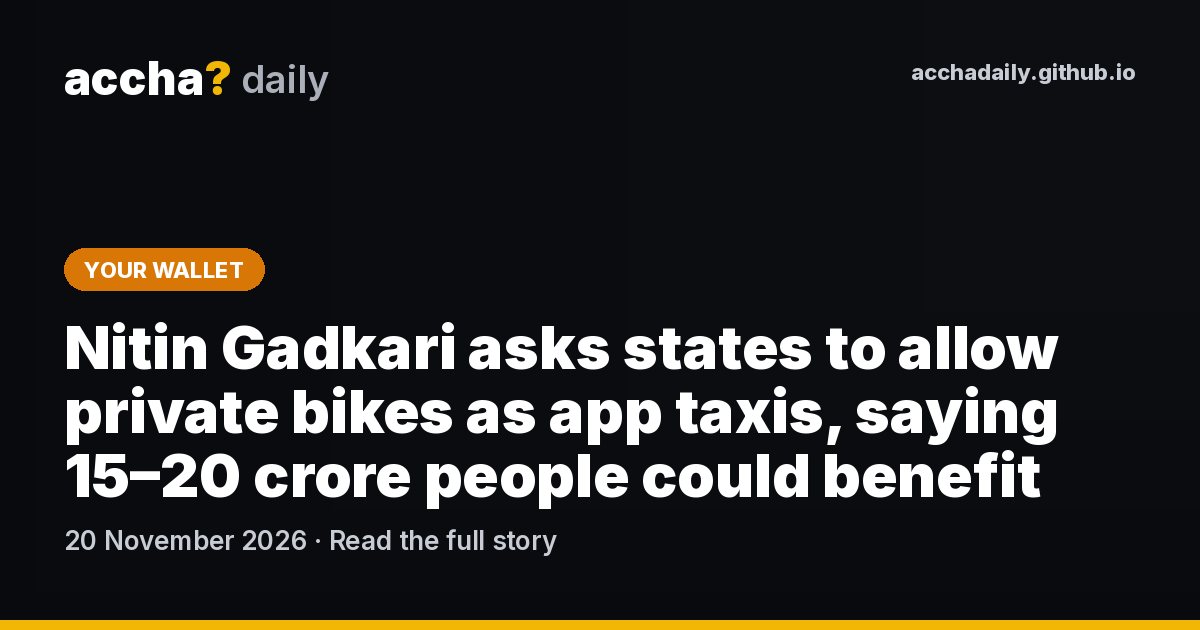 accha? daily
acchadaily.github.io
YOUR WALLET
Nitin Gadkari asks states to allow
private bikes as app taxis, saying
15–20 crore people could benefit
20 November 2026 · Read the full story